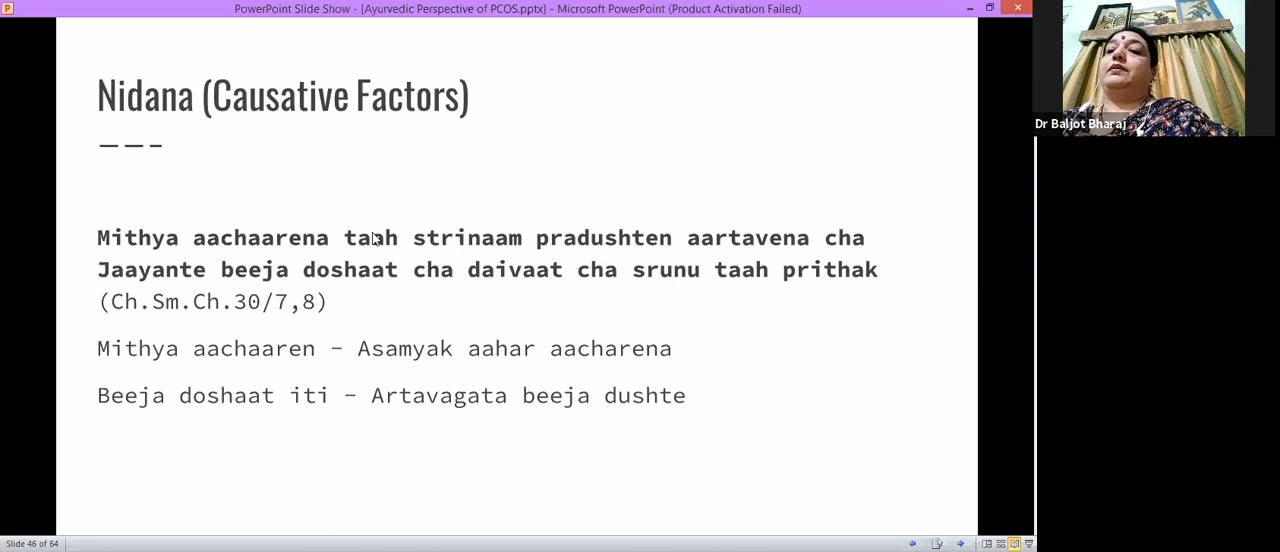 PowerPoint Slide Show - [Ayurvedic Perspective of PCOS.pptx] - Microsoft PowerPoint (Product Activation Failed)
Nidana (Causative Factors)
Mithya aachaarena taah strinaam pradushten aartavena cha
Jaayante beeja doshaat cha daivaat cha srunu taah prithak
(Ch.Sm.Ch.30/7,8)
Mithya aachaaren - Asamyak aahar aacharena
Beeja doshaat iti - Artavagata beeja dushte
Dr Baljot Bharaj
Slide 46 of 64